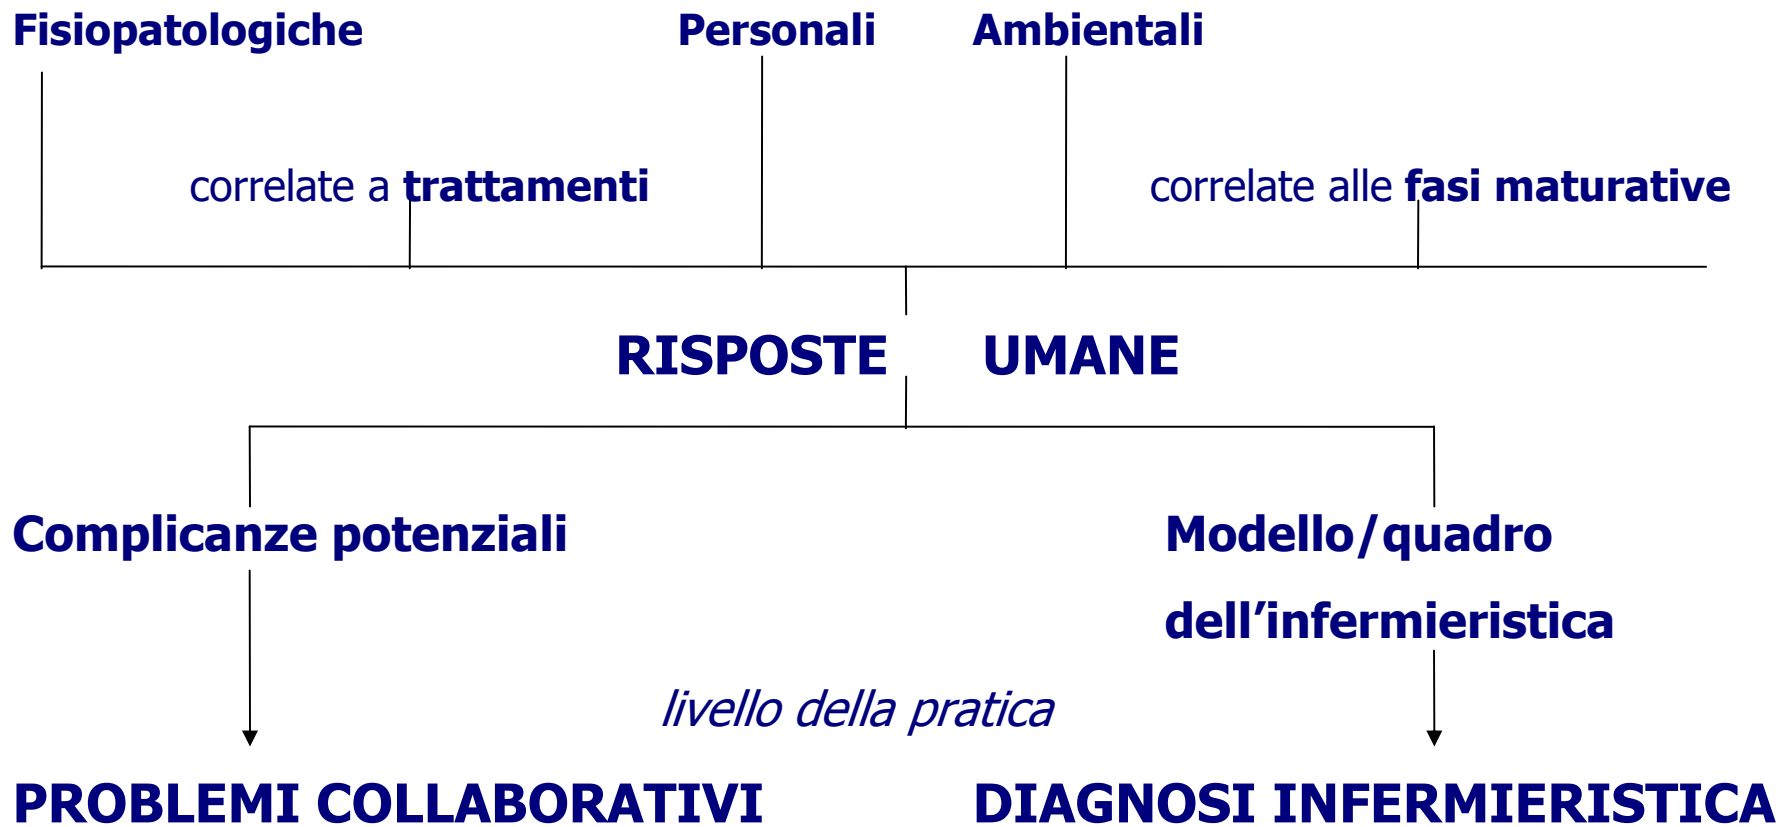 Fisiopatologiche Personali Ambientali
correlate a trattamenti correlate alle fasi maturative
RISPOSTE UMANE
Complicanze potenziali Modello/quadro
dell’infermieristica
livello della pratica
PROBLEMI COLLABORATIVI DIAGNOSI INFERMIERISTICA